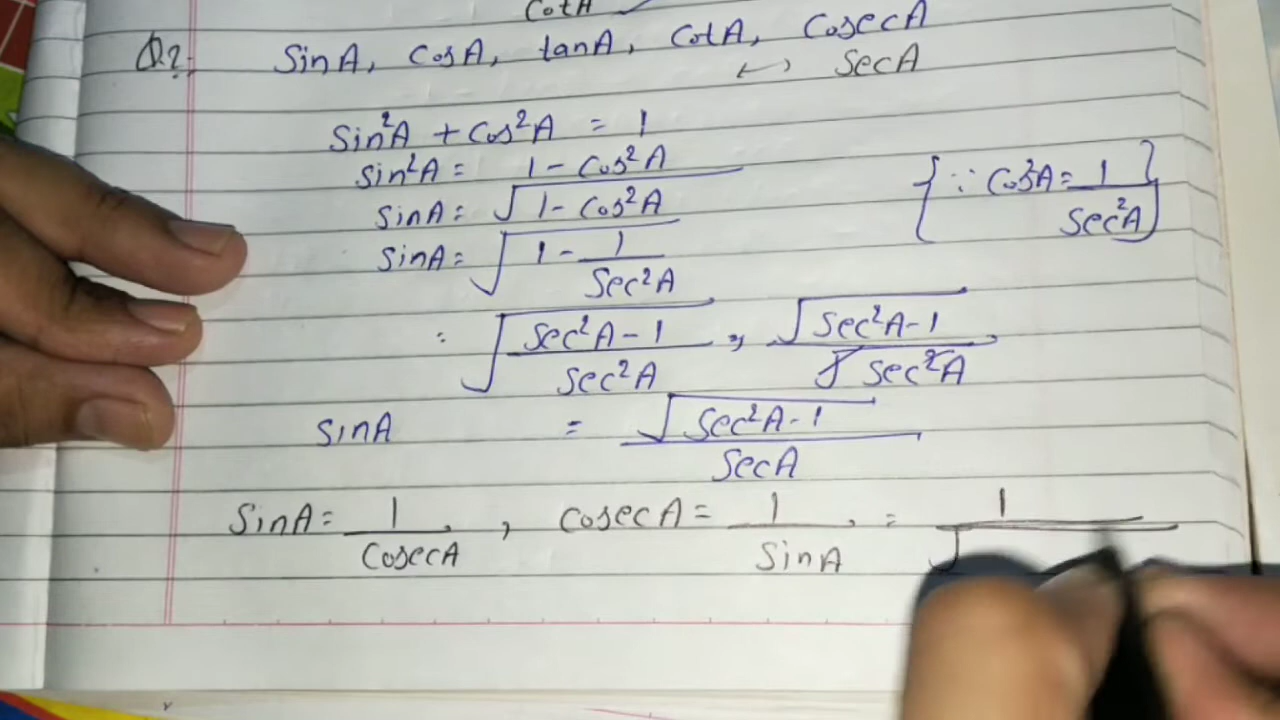 CotA
Q.2. SinA, CosA, tanA, CotA, CosecA
↔ SecA
Sin²A + Cos²A = 1
Sin²A = 1 - Cos²A
SinA = √1 - Cos²A
{∵ Cos²A = 1/Sec²A}
SinA = √1 - 1/Sec²A
: √Sec²A - 1/Sec²A , √Sec²A - 1/√Sec²A
SinA = √Sec²A - 1/SecA
SinA = 1/CosecA , CosecA = 1/SinA , = 1/√